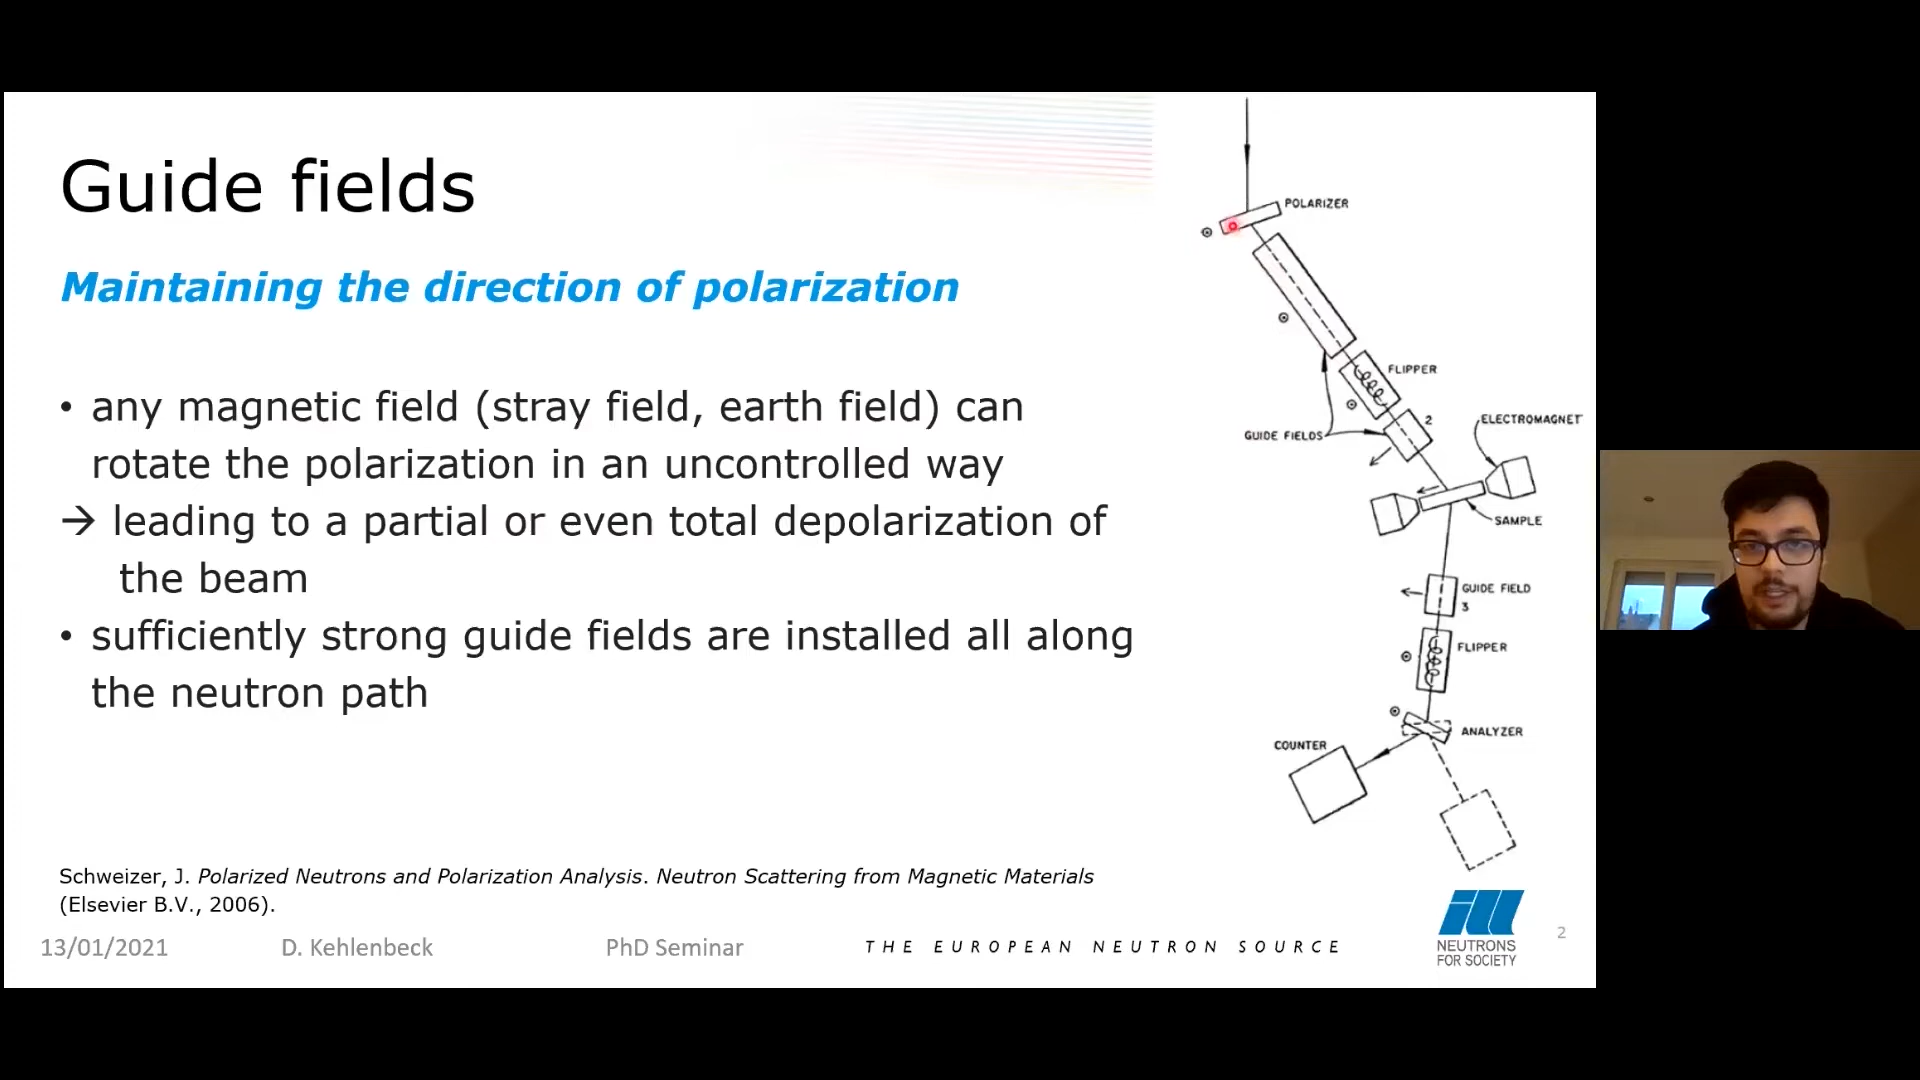 Guide fields
Maintaining the direction of polarization
• any magnetic field (stray field, earth field) can
rotate the polarization in an uncontrolled way
→ leading to a partial or even total depolarization of
the beam
• sufficiently strong guide fields are installed all along
the neutron path
POLARIZER
FLIPPER
2
ELECTROMAGNET
GUIDE FIELDS
SAMPLE
GUIDE FIELD
3
FLIPPER
ANALYZER
COUNTER
Schweizer, J. Polarized Neutrons and Polarization Analysis. Neutron Scattering from Magnetic Materials
(Elsevier B.V., 2006).
13/01/2021 D. Kehlenbeck PhD Seminar THE EUROPEAN NEUTRON SOURCE
ill
NEUTRONS
FOR SOCIETY
2